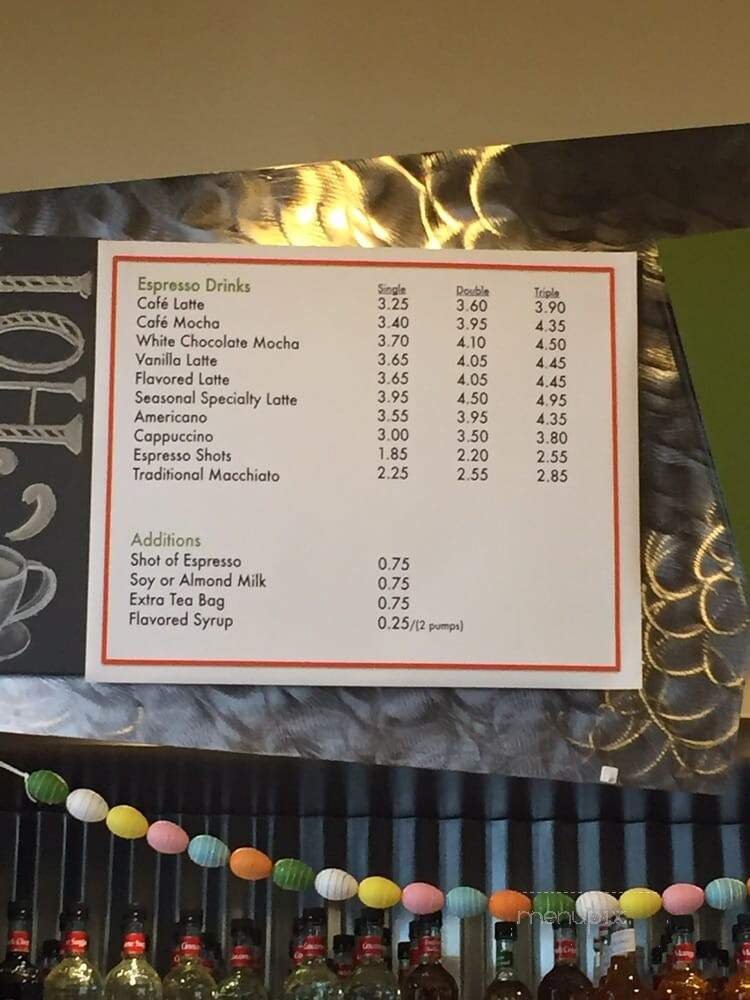 HOT
Espresso Drinks Single Double Triple
Café Latte 3.25 3.60 3.90
Café Mocha 3.40 3.95 4.35
White Chocolate Mocha 3.70 4.10 4.50
Vanilla Latte 3.65 4.05 4.45
Flavored Latte 3.65 4.05 4.45
Seasonal Specialty Latte 3.95 4.50 4.95
Americano 3.55 3.95 4.35
Cappuccino 3.00 3.50 3.80
Espresso Shots 1.85 2.20 2.55
Traditional Macchiato 2.25 2.55 2.85
Additions
Shot of Espresso 0.75
Soy or Almond Milk 0.75
Extra Tea Bag 0.75
Flavored Syrup 0.25/(2 pumps)
menupix